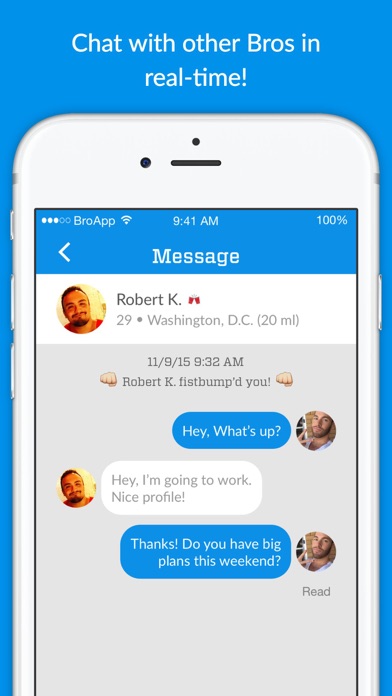 Chat with other Bros in
real-time!
BroApp 9:41 AM 100%
Message
Robert K.
29 • Washington, D.C. (20 ml)
11/9/15 9:32 AM
👊 Robert K. fistbump'd you! 👊
Hey, What's up?
Hey, I'm going to work.
Nice profile!
Thanks! Do you have big
plans this weekend?
Read